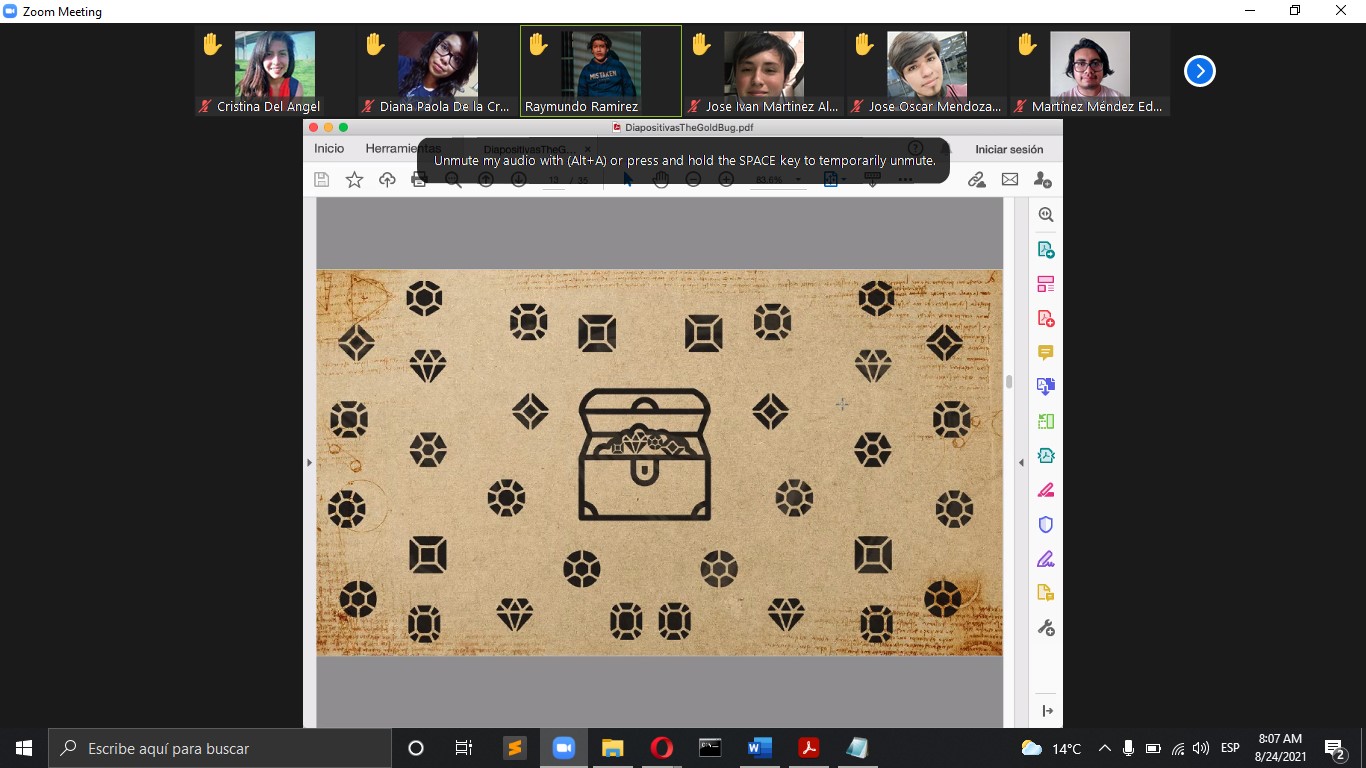 Zoom Meeting
Cristina Del Angel
Diana Paola De la Cr...
MISTAKEN
Raymundo Ramirez
Jose Ivan Martinez Al...
Jose Oscar Mendoza...
Martínez Méndez Ed...
DiapositivasTheGoldBug.pdf
Inicio
Herramientas
DiapositivasTheG...
Iniciar sesión
Unmute my audio with (Alt+A) or press and hold the SPACE key to temporarily unmute.
13 / 35
83.6%
Escribe aquí para buscar
14°C
ESP
8:07 AM
8/24/2021
2